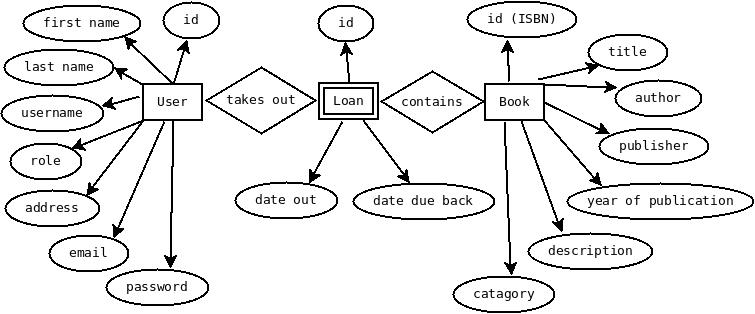 first name
id
id
id (ISBN)
last name
title
username
User
takes out
Loan
contains
Book
author
role
publisher
address
date out
date due back
year of publication
email
description
password
catagory